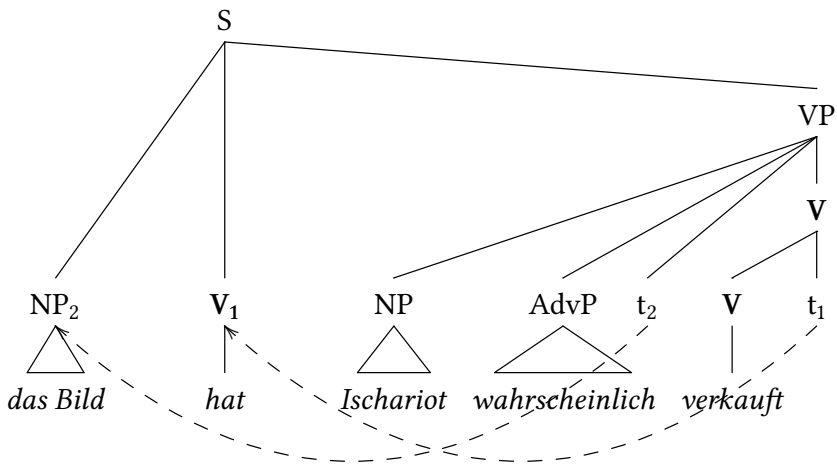 S
VP
V
NP₂ V₁ NP AdvP t₂ V t₁
das Bild hat Ischariot wahrscheinlich verkauft